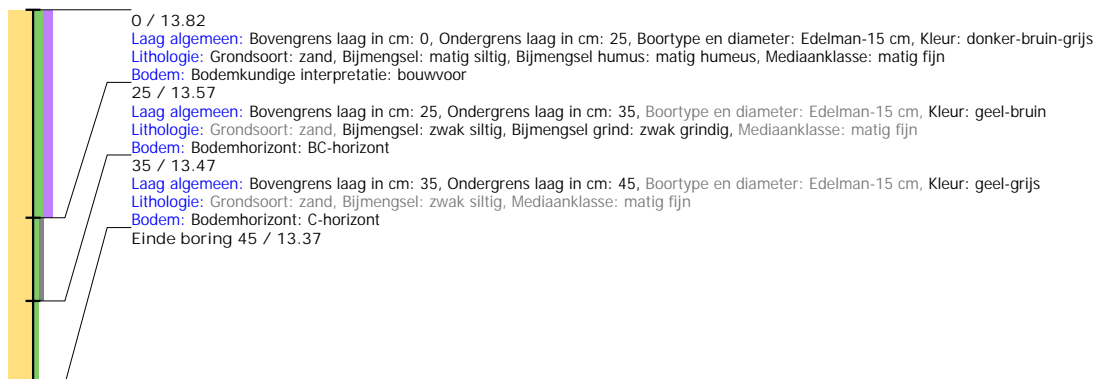 0 / 13.82
Laag algemeen: Bovengrens laag in cm: 0, Ondergrens laag in cm: 25, Boortype en diameter: Edelman-15 cm, Kleur: donker-bruin-grijs
Lithologie: Grondsoort: zand, Bijmengsel: matig siltig, Bijmengsel humus: matig humeus, Mediaanklasse: matig fijn
Bodem: Bodemkundige interpretatie: bouwvoor
25 / 13.57
Laag algemeen: Bovengrens laag in cm: 25, Ondergrens laag in cm: 35, Boortype en diameter: Edelman-15 cm, Kleur: geel-bruin
Lithologie: Grondsoort: zand, Bijmengsel: zwak siltig, Bijmengsel grind: zwak grindig, Mediaanklasse: matig fijn
Bodem: Bodemhorizont: BC-horizont
35 / 13.47
Laag algemeen: Bovengrens laag in cm: 35, Ondergrens laag in cm: 45, Boortype en diameter: Edelman-15 cm, Kleur: geel-grijs
Lithologie: Grondsoort: zand, Bijmengsel: zwak siltig, Mediaanklasse: matig fijn
Bodem: Bodemhorizont: C-horizont
Einde boring 45 / 13.37